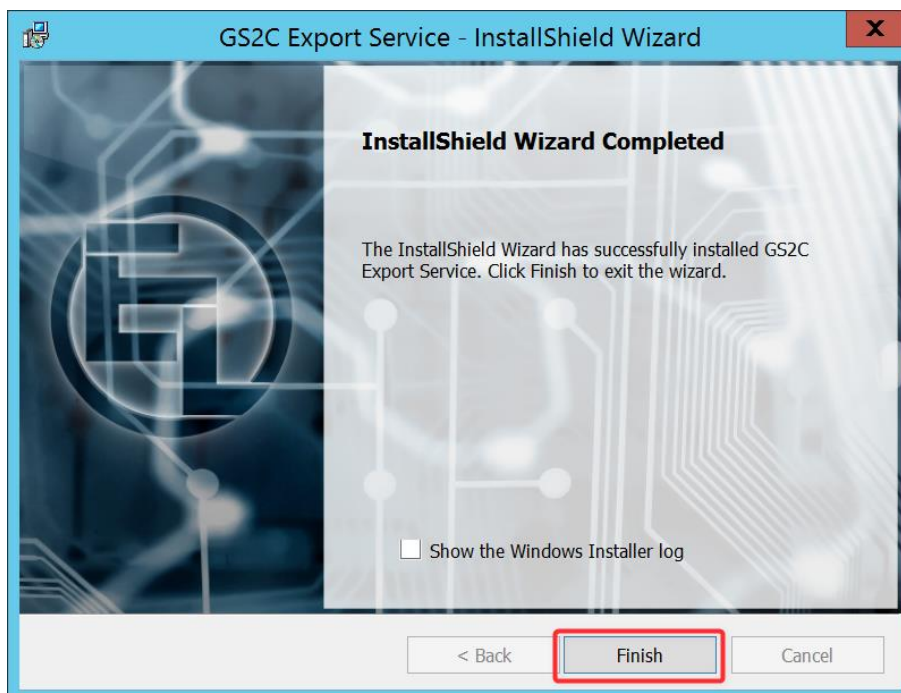 GS2C Export Service - InstallShield Wizard
X
InstallShield Wizard Completed
The InstallShield Wizard has successfully installed GS2C
Export Service. Click Finish to exit the wizard.
Show the Windows Installer log
< Back
Finish
Cancel